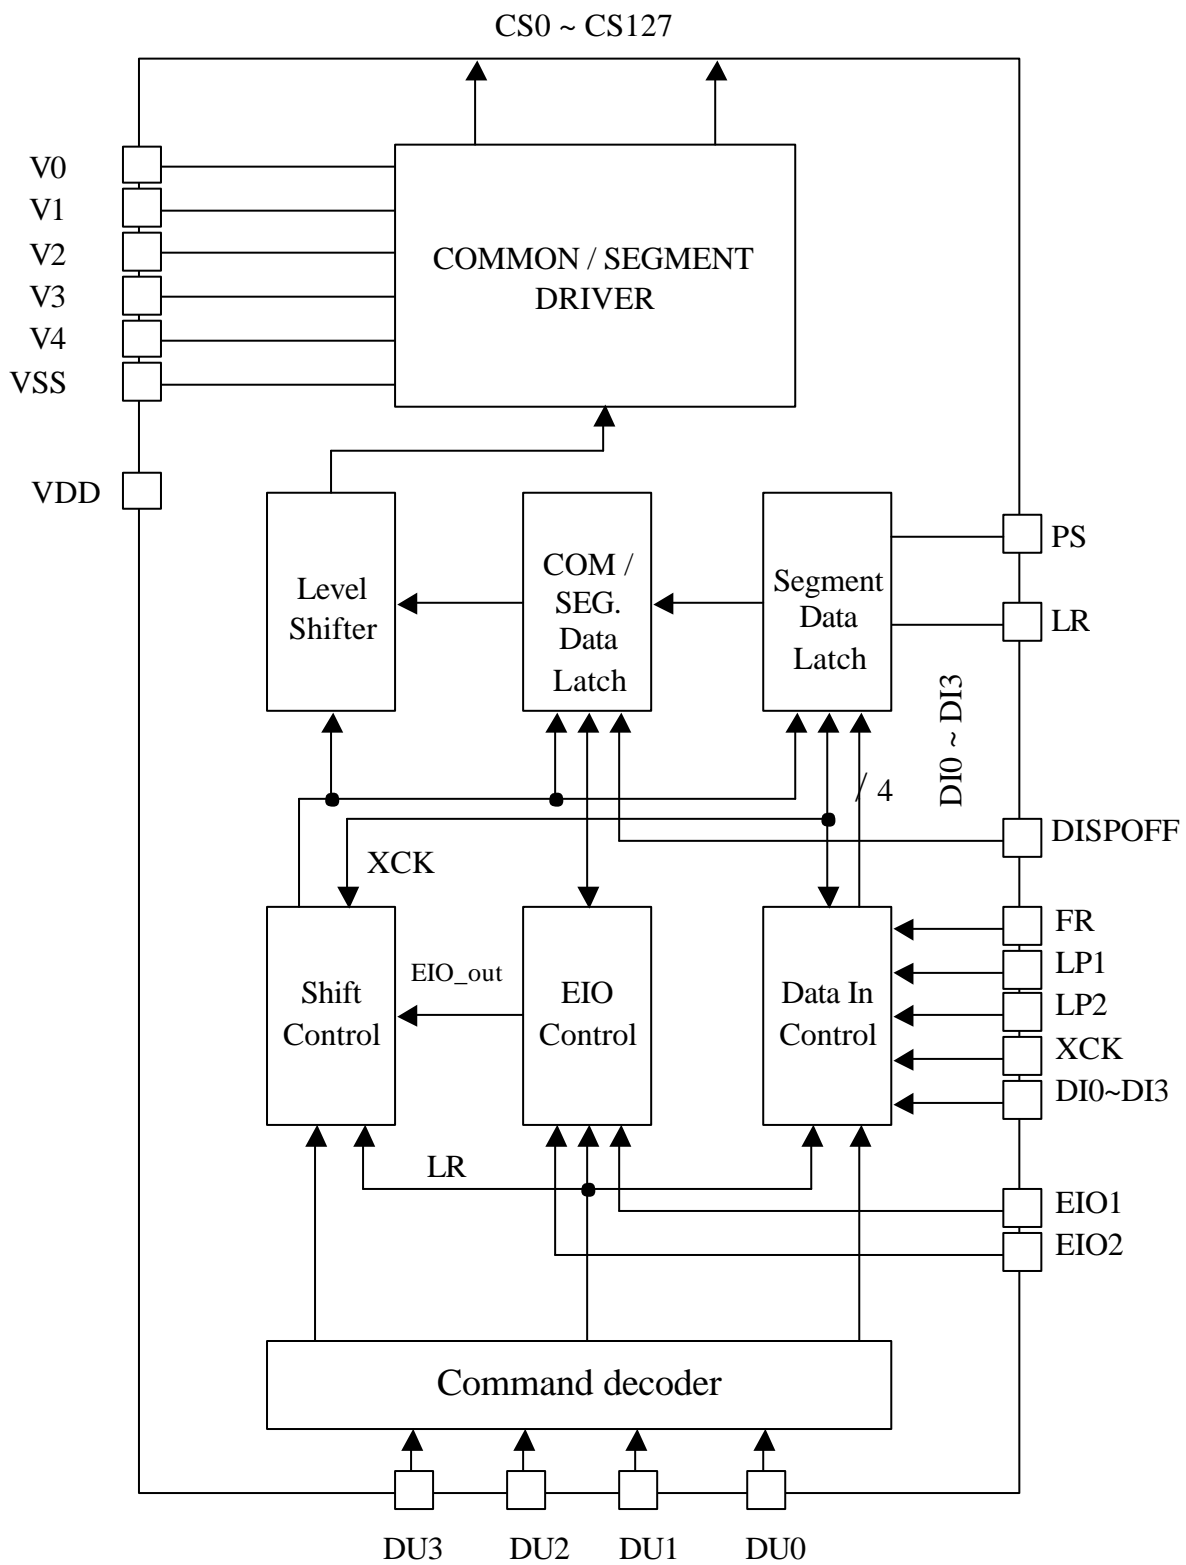 CS0 ~ CS127
V0
V1
V2
V3
V4
VSS
VDD
COMMON / SEGMENT
DRIVER
Level
Shifter
COM /
SEG.
Data
Latch
Segment
Data
Latch
PS
LR
DI0 ~ DI3
/ 4
DISPOFF
XCK
FR
LP1
LP2
XCK
DI0~DI3
Shift
Control
EIO_out
EIO
Control
Data In
Control
LR
EIO1
EIO2
Command decoder
DU3
DU2
DU1
DU0